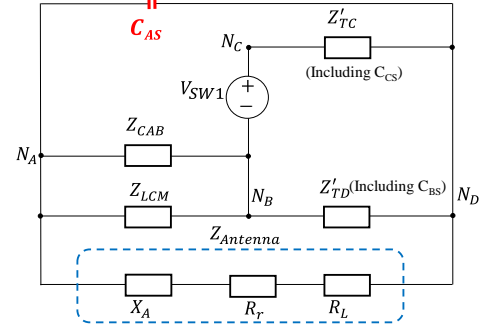 C_AS
Z'_TC
N_C
(Including C_CS)
V_SW1
+
−
Z_CAB
N_A
Z_LCM
N_B
Z'_TD(Including C_BS)
N_D
Z_Antenna
X_A
R_r
R_L